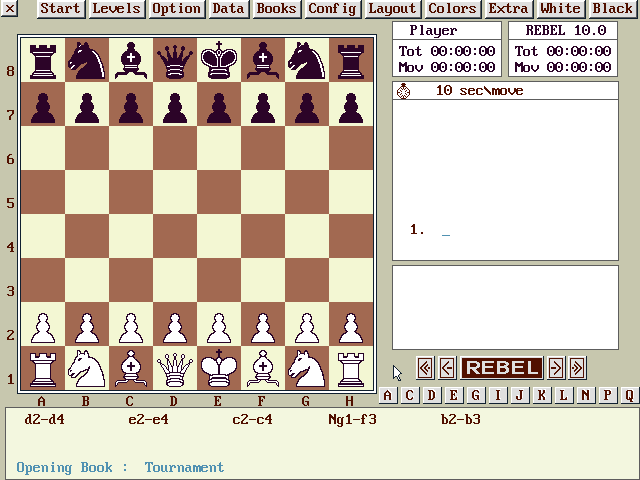 × Start Levels Option Data Books Config Layout Colors Extra White Black
Player REBEL 10.0
Tot 00:00:00 Tot 00:00:00
Mov 00:00:00 Mov 00:00:00
10 sec\move
8
7
6
5
4
3
2
1
1. _
A B C D E F G H
« ← REBEL → »
A C D E G I J K L N P Q
d2-d4 e2-e4 c2-c4 Ng1-f3 b2-b3
Opening Book : Tournament